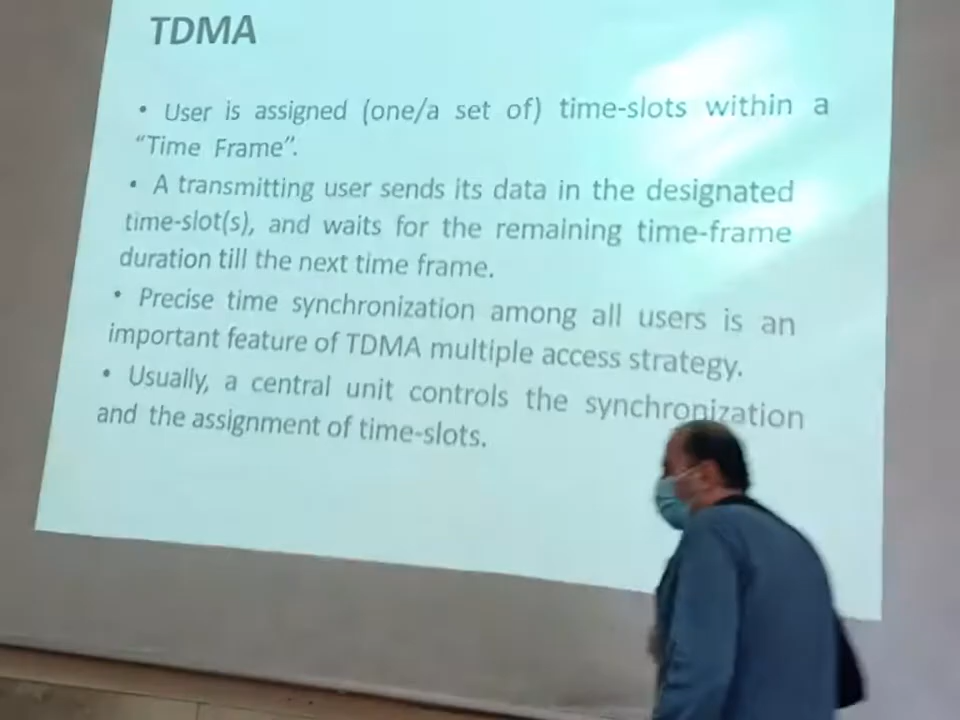 TDMA
• User is assigned (one/a set of) time-slots within a
“Time Frame”.
• A transmitting user sends its data in the designated
time-slot(s), and waits for the remaining time-frame
duration till the next time frame.
• Precise time synchronization among all users is an
important feature of TDMA multiple access strategy.
• Usually, a central unit controls the synchronization
and the assignment of time-slots.